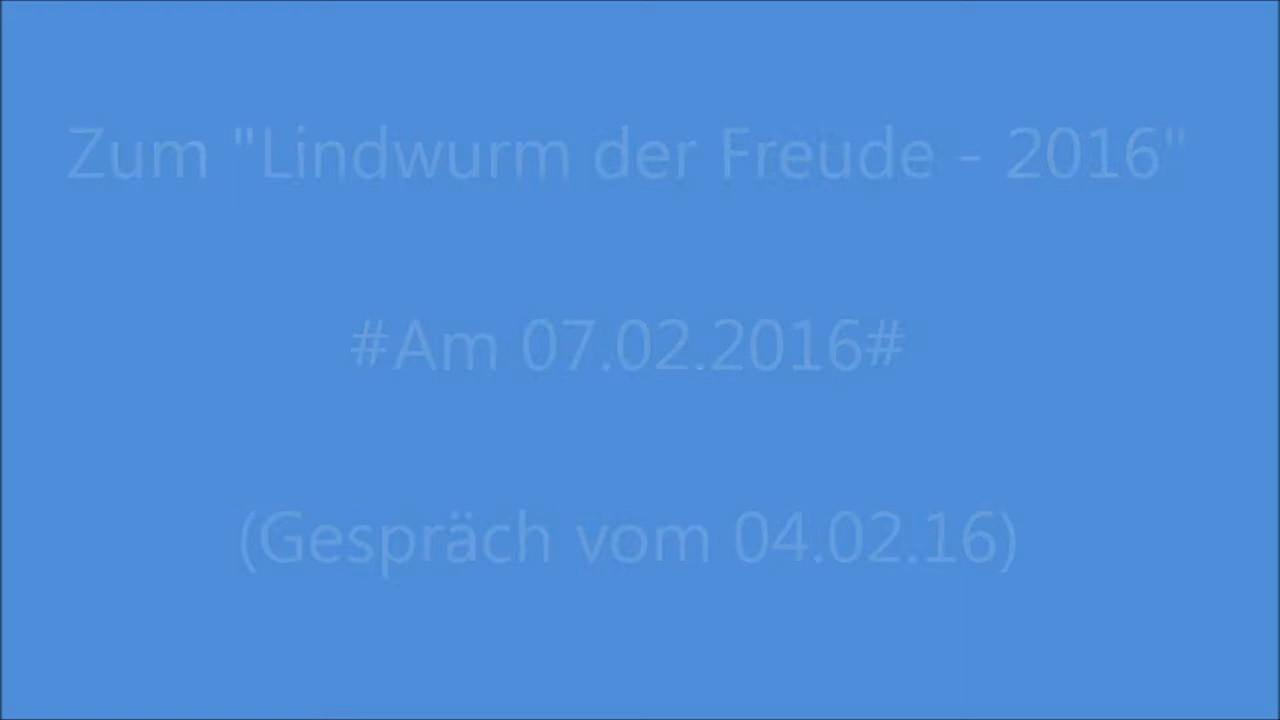 Zum "Lindwurm der Freude - 2016"
#Am 07.02.2016#
(Gespräch vom 04.02.16)